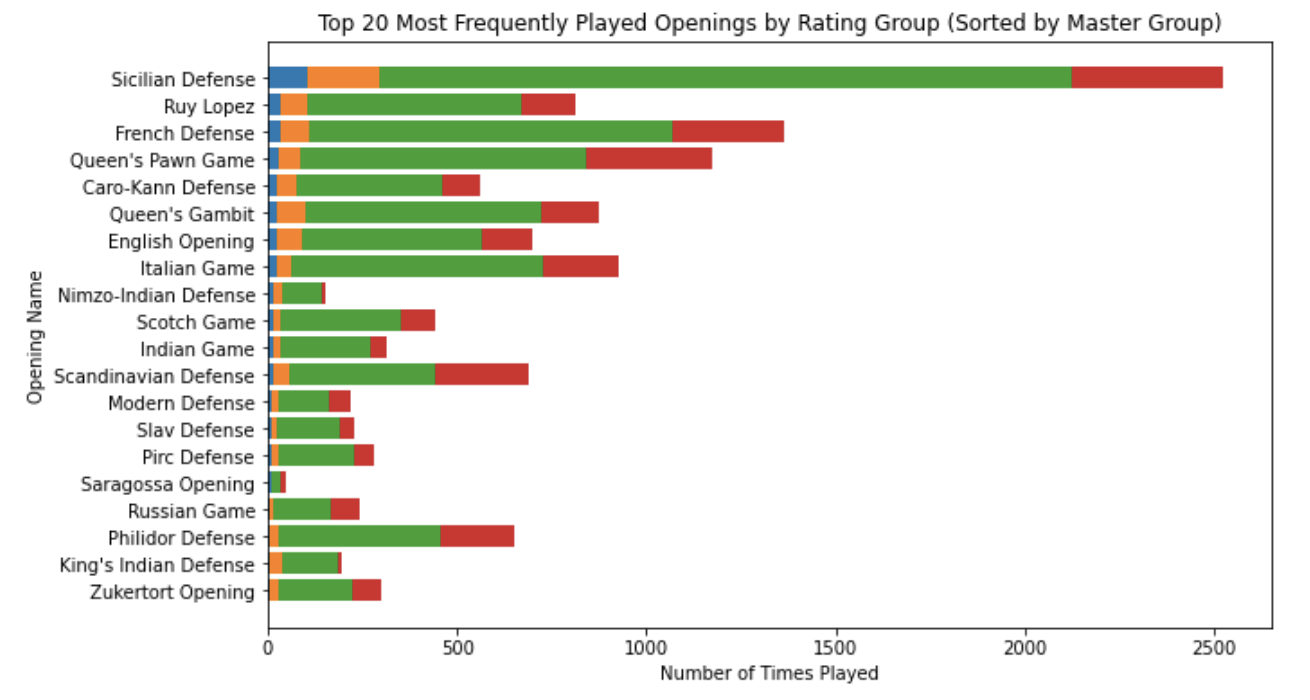 Top 20 Most Frequently Played Openings by Rating Group (Sorted by Master Group)
Opening Name
Sicilian Defense
Ruy Lopez
French Defense
Queen's Pawn Game
Caro-Kann Defense
Queen's Gambit
English Opening
Italian Game
Nimzo-Indian Defense
Scotch Game
Indian Game
Scandinavian Defense
Modern Defense
Slav Defense
Pirc Defense
Saragossa Opening
Russian Game
Philidor Defense
King's Indian Defense
Zukertort Opening
0 500 1000 1500 2000 2500
Number of Times Played